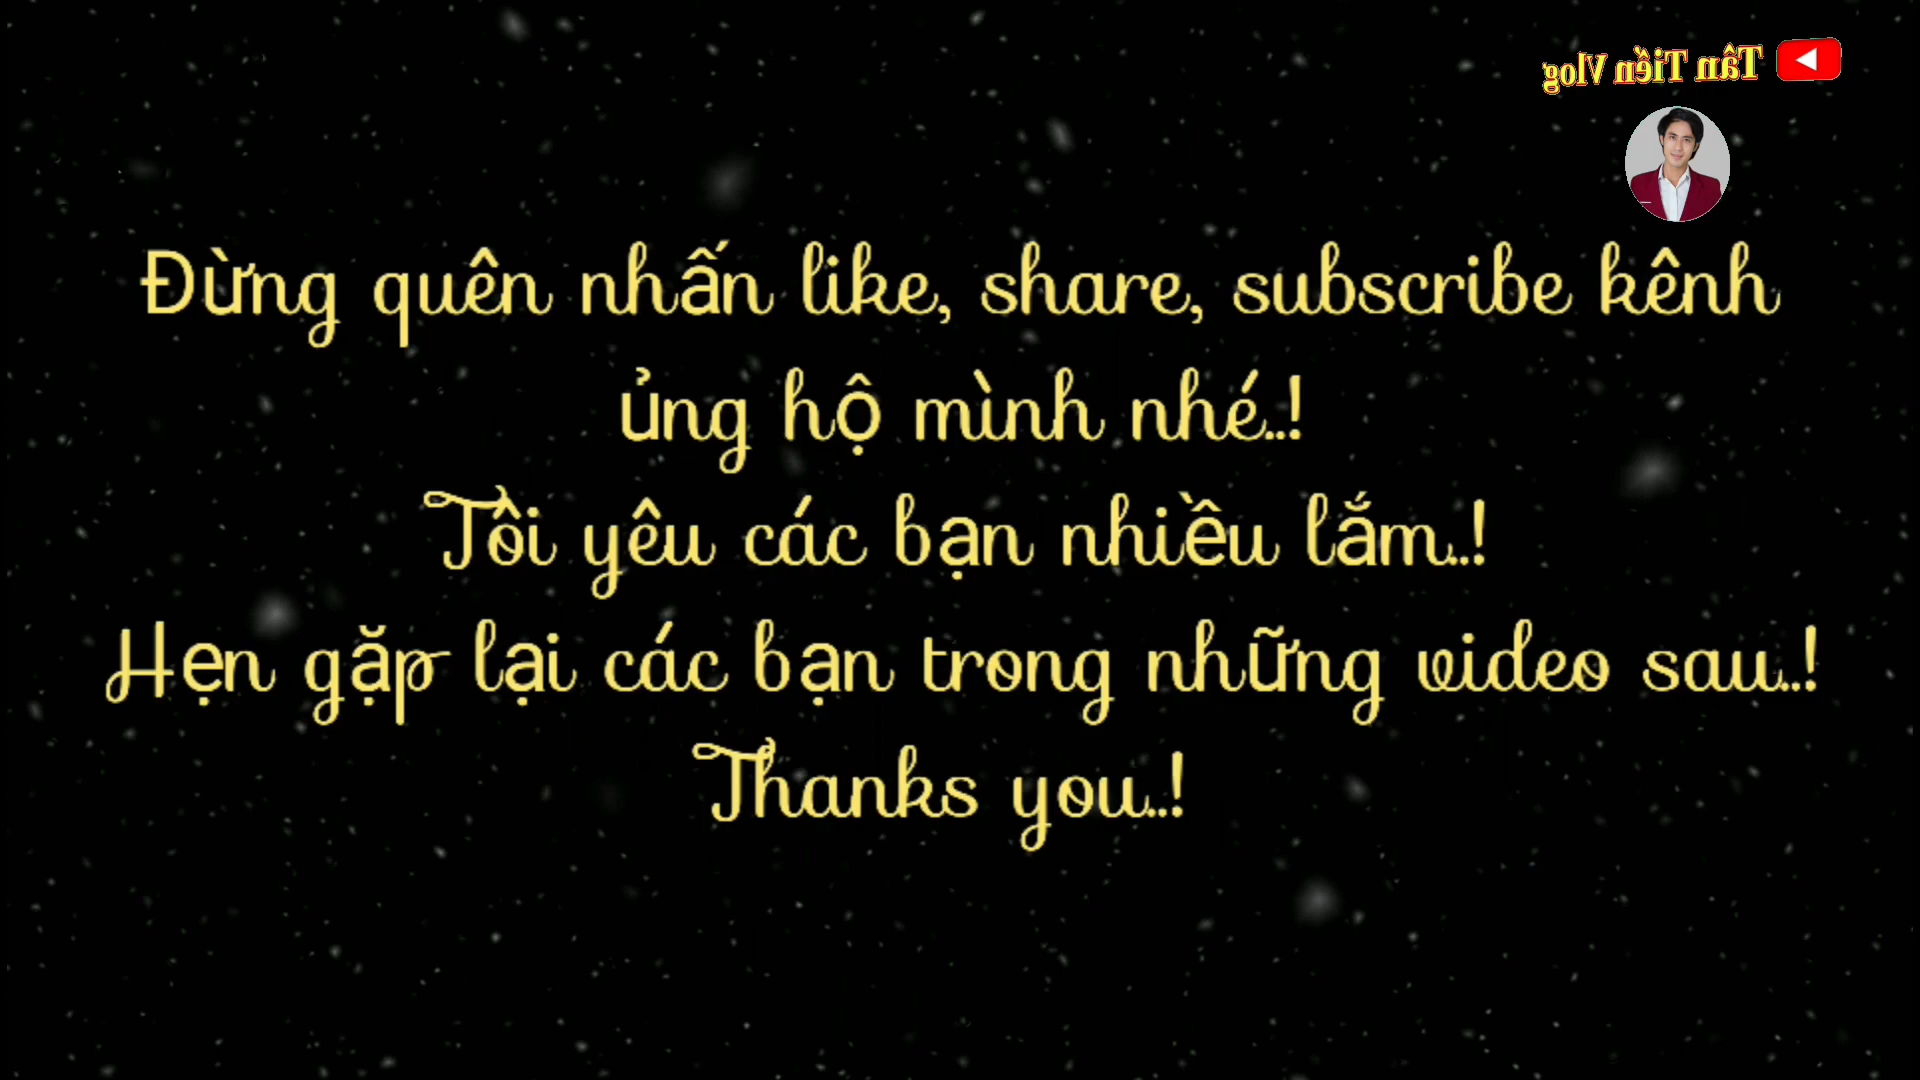 Tân Tiến Vlog
Đừng quên nhấn like, share, subscribe kênh
ủng hộ mình nhé..!
Tôi yêu các bạn nhiều lắm..!
Hẹn gặp lại các bạn trong những video sau..!
Thanks you..!